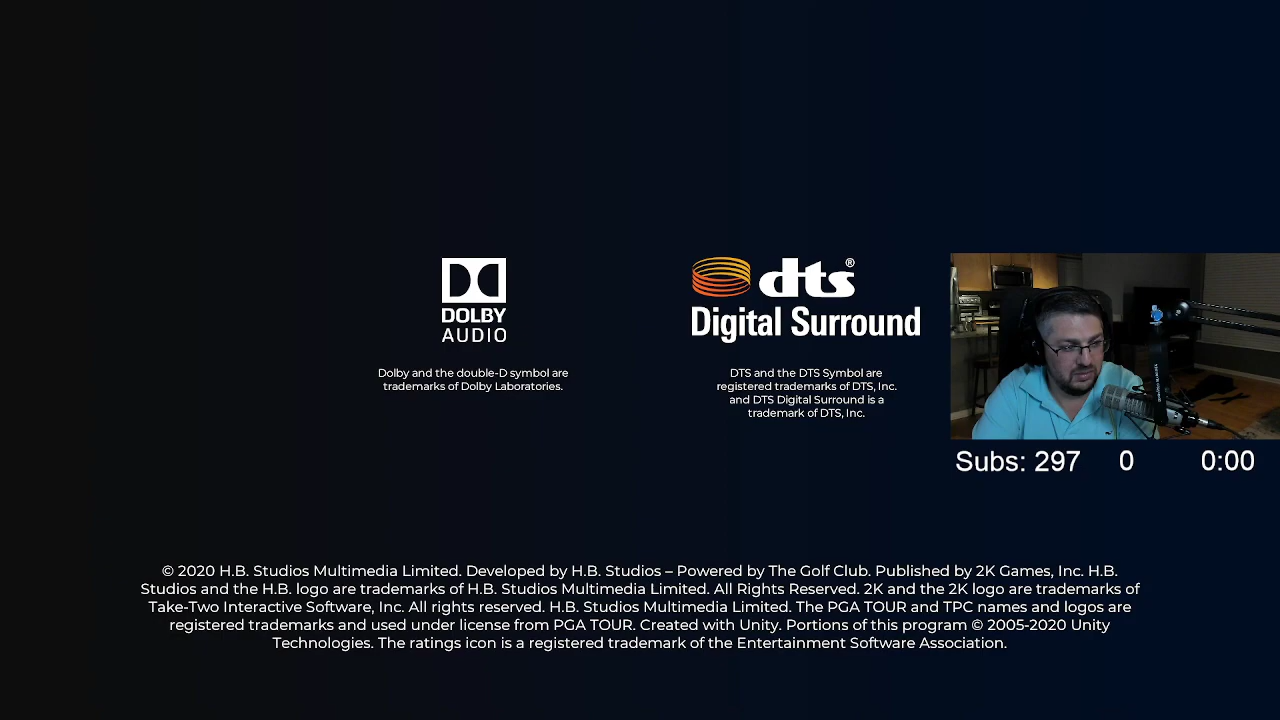 DOLBY
AUDIO
Dolby and the double-D symbol are
trademarks of Dolby Laboratories.
dts®
Digital Surround
DTS and the DTS Symbol are
registered trademarks of DTS, Inc.
and DTS Digital Surround is a
trademark of DTS, Inc.
Subs: 297 0 0:00
© 2020 H.B. Studios Multimedia Limited. Developed by H.B. Studios – Powered by The Golf Club. Published by 2K Games, Inc. H.B.
Studios and the H.B. logo are trademarks of H.B. Studios Multimedia Limited. All Rights Reserved. 2K and the 2K logo are trademarks of
Take-Two Interactive Software, Inc. All rights reserved. H.B. Studios Multimedia Limited. The PGA TOUR and TPC names and logos are
registered trademarks and used under license from PGA TOUR. Created with Unity. Portions of this program © 2005-2020 Unity
Technologies. The ratings icon is a registered trademark of the Entertainment Software Association.